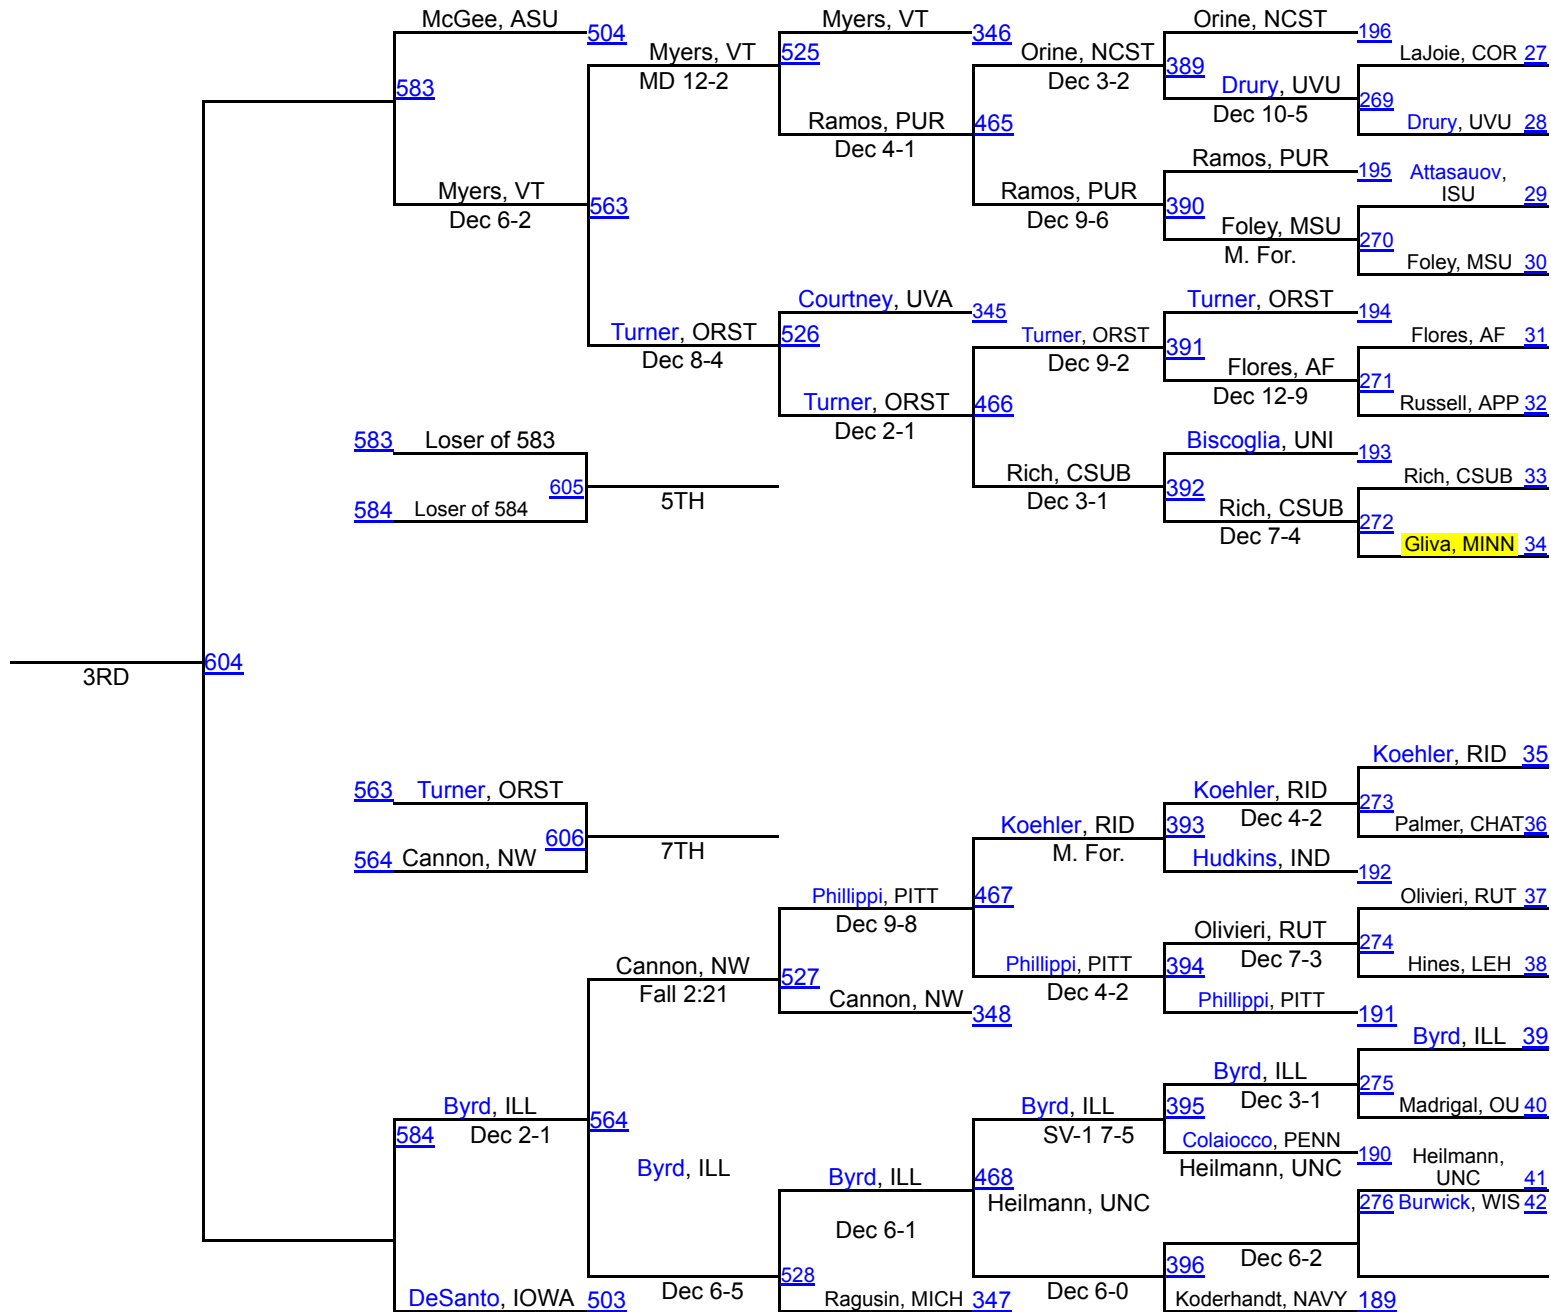 McGee, ASU
504
Myers, VT
346
Orine, NCST
196
Myers, VT
MD 12-2
525
Orine, NCST
Dec 3-2
389
LaJoie, COR 27
583
Drury, UVU
Dec 10-5
269
Ramos, PUR
Dec 4-1
465
Drury, UVU 28
Ramos, PUR
195
Attasauov,
ISU 29
Myers, VT
Dec 6-2
563
Ramos, PUR
Dec 9-6
390
Foley, MSU
M. For.
270
Foley, MSU 30
Courtney, UVA
345
Turner, ORST
194
Turner, ORST
Dec 8-4
526
Turner, ORST
Dec 9-2
391
Flores, AF 31
Flores, AF
Dec 12-9
271
Turner, ORST
Dec 2-1
466
Russell, APP 32
583 Loser of 583
Biscoglia, UNI
193
605
5TH
Rich, CSUB
Dec 3-1
392
Rich, CSUB 33
584 Loser of 584
Rich, CSUB
Dec 7-4
272
Gliva, MINN 34
3RD
604
Koehler, RID 35
563 Turner, ORST
Koehler, RID
Dec 4-2
273
606
7TH
Koehler, RID
M. For.
393
Palmer, CHAT 36
564 Cannon, NW
Hudkins, IND
192
Phillippi, PITT
Dec 9-8
467
Olivieri, RUT 37
Olivieri, RUT
Dec 7-3
274
Cannon, NW
Fall 2:21
527
Phillippi, PITT
Dec 4-2
394
Hines, LEH 38
Cannon, NW
348
Phillippi, PITT
191
Byrd, ILL 39
Byrd, ILL
Dec 3-1
275
Byrd, ILL
Dec 2-1
584
564
Byrd, ILL
SV-1 7-5
395
Madrigal, OU 40
Colaiocco, PENN
190
Heilmann, UNC
Heilmann,
UNC 41
Byrd, ILL
Byrd, ILL
468
Heilmann, UNC
276 Burwick, WIS 42
Dec 6-1
Dec 6-2
396
528
Dec 6-5
Dec 6-0
DeSanto, IOWA 503
Ragusin, MICH 347
Koderhandt, NAVY 189